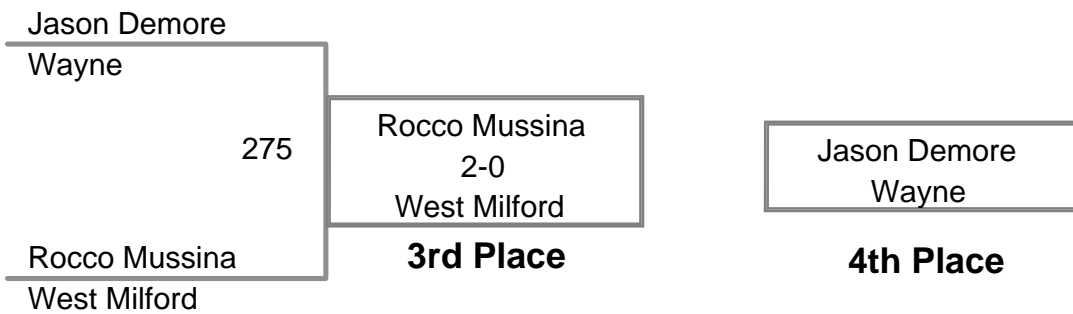 Jason Demore
Wayne
275
Rocco Mussina
West Milford
Rocco Mussina
2-0
West Milford
3rd Place
Jason Demore
Wayne
4th Place